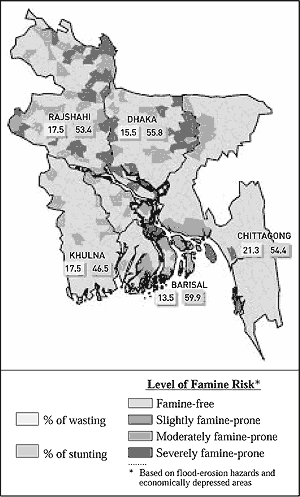 RAJSHAHI
17.5 53.4
DHAKA
15.5 55.8
CHITTAGONG
21.3 54.4
KHULNA
17.5 46.5
BARISAL
13.5 59.9
Level of Famine Risk*
% of wasting
% of stunting
Famine-free
Slightly famine-prone
Moderately famine-prone
Severely famine-prone
* Based on flood-erosion hazards and
economically depressed areas